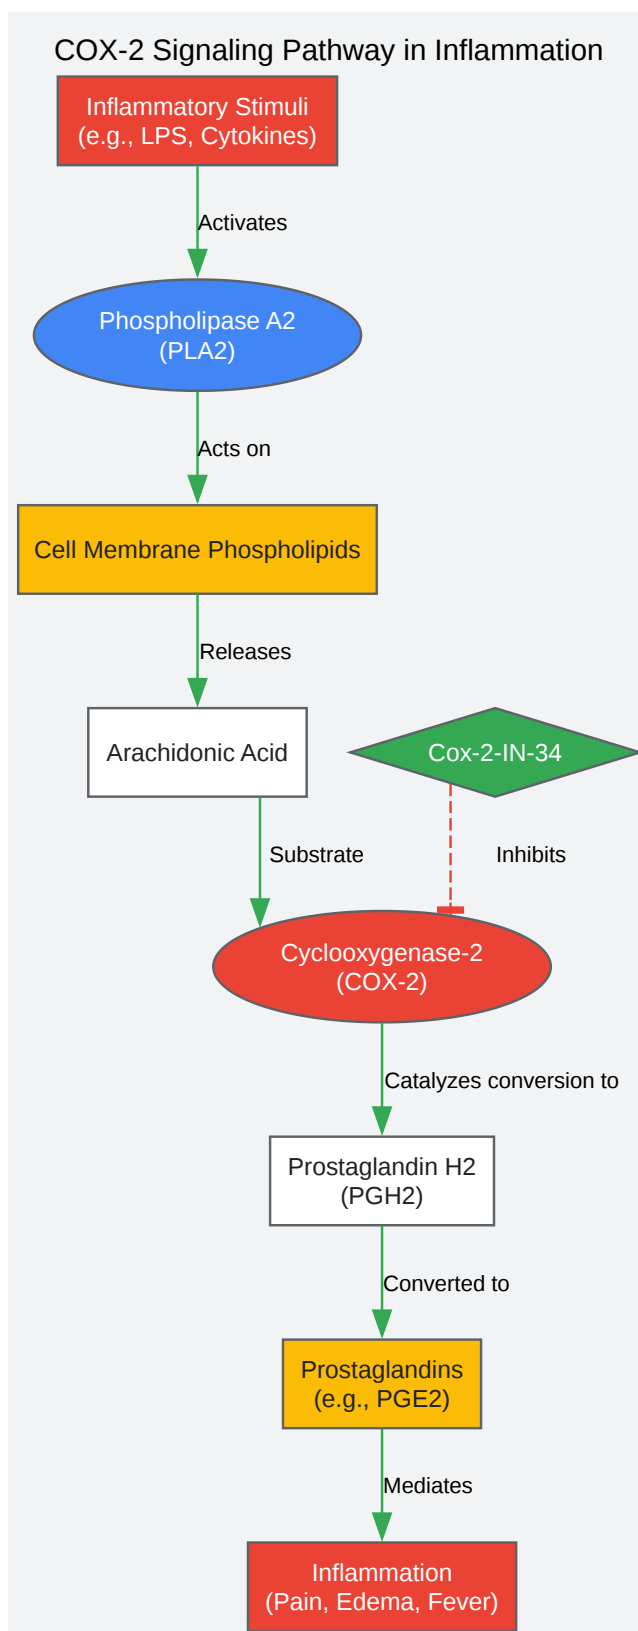 COX-2 Signaling Pathway in Inflammation
Inflammatory Stimuli
(e.g., LPS, Cytokines)
Activates
Phospholipase A2
(PLA2)
Acts on
Cell Membrane Phospholipids
Releases
Arachidonic Acid
Cox-2-IN-34
Substrate
Inhibits
Cyclooxygenase-2
(COX-2)
Catalyzes conversion to
Prostaglandin H2
(PGH2)
Converted to
Prostaglandins
(e.g., PGE2)
Mediates
Inflammation
(Pain, Edema, Fever)